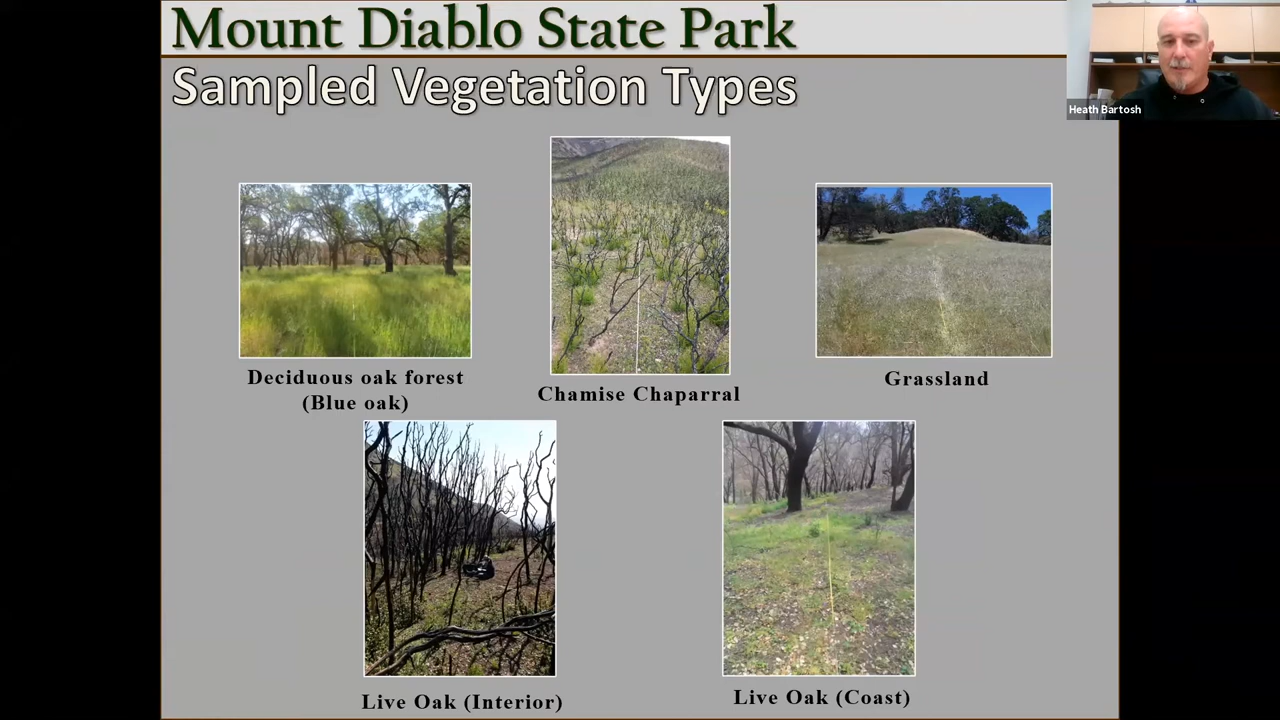 Mount Diablo State Park
Sampled Vegetation Types
Heath Bartosh
Deciduous oak forest
(Blue oak)
Chamise Chaparral
Grassland
Live Oak (Interior)
Live Oak (Coast)